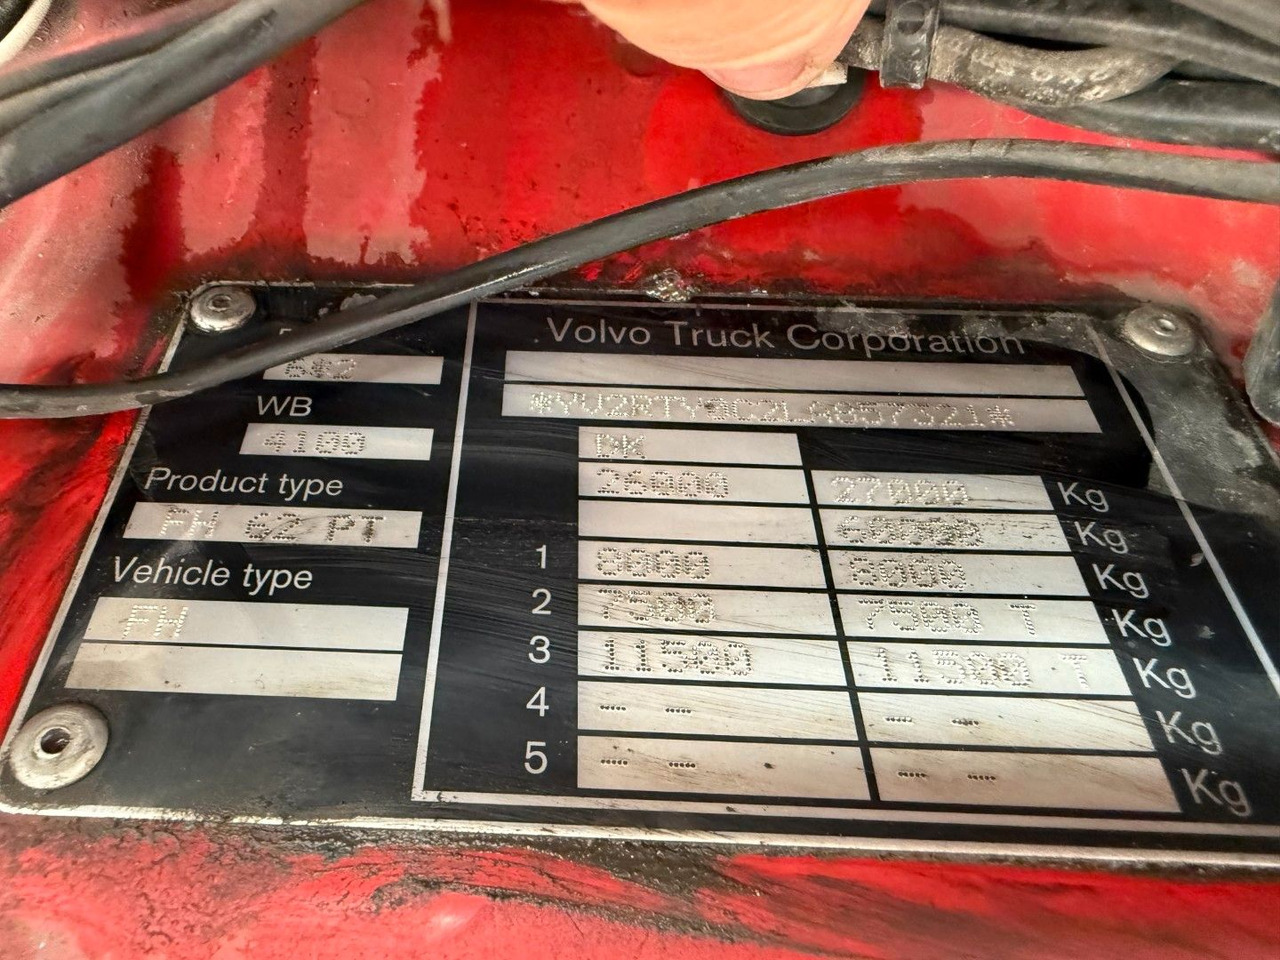 Volvo Truck Corporation
WB
4100
DK
26000 27000 Kg
Product type
60000 Kg
FH 62 PT
1 8000 8000 Kg
Vehicle type
2 7500 7500 T Kg
FH
3 11500 11500 T Kg
4 -- -- -- -- Kg
5 -- -- -- -- Kg